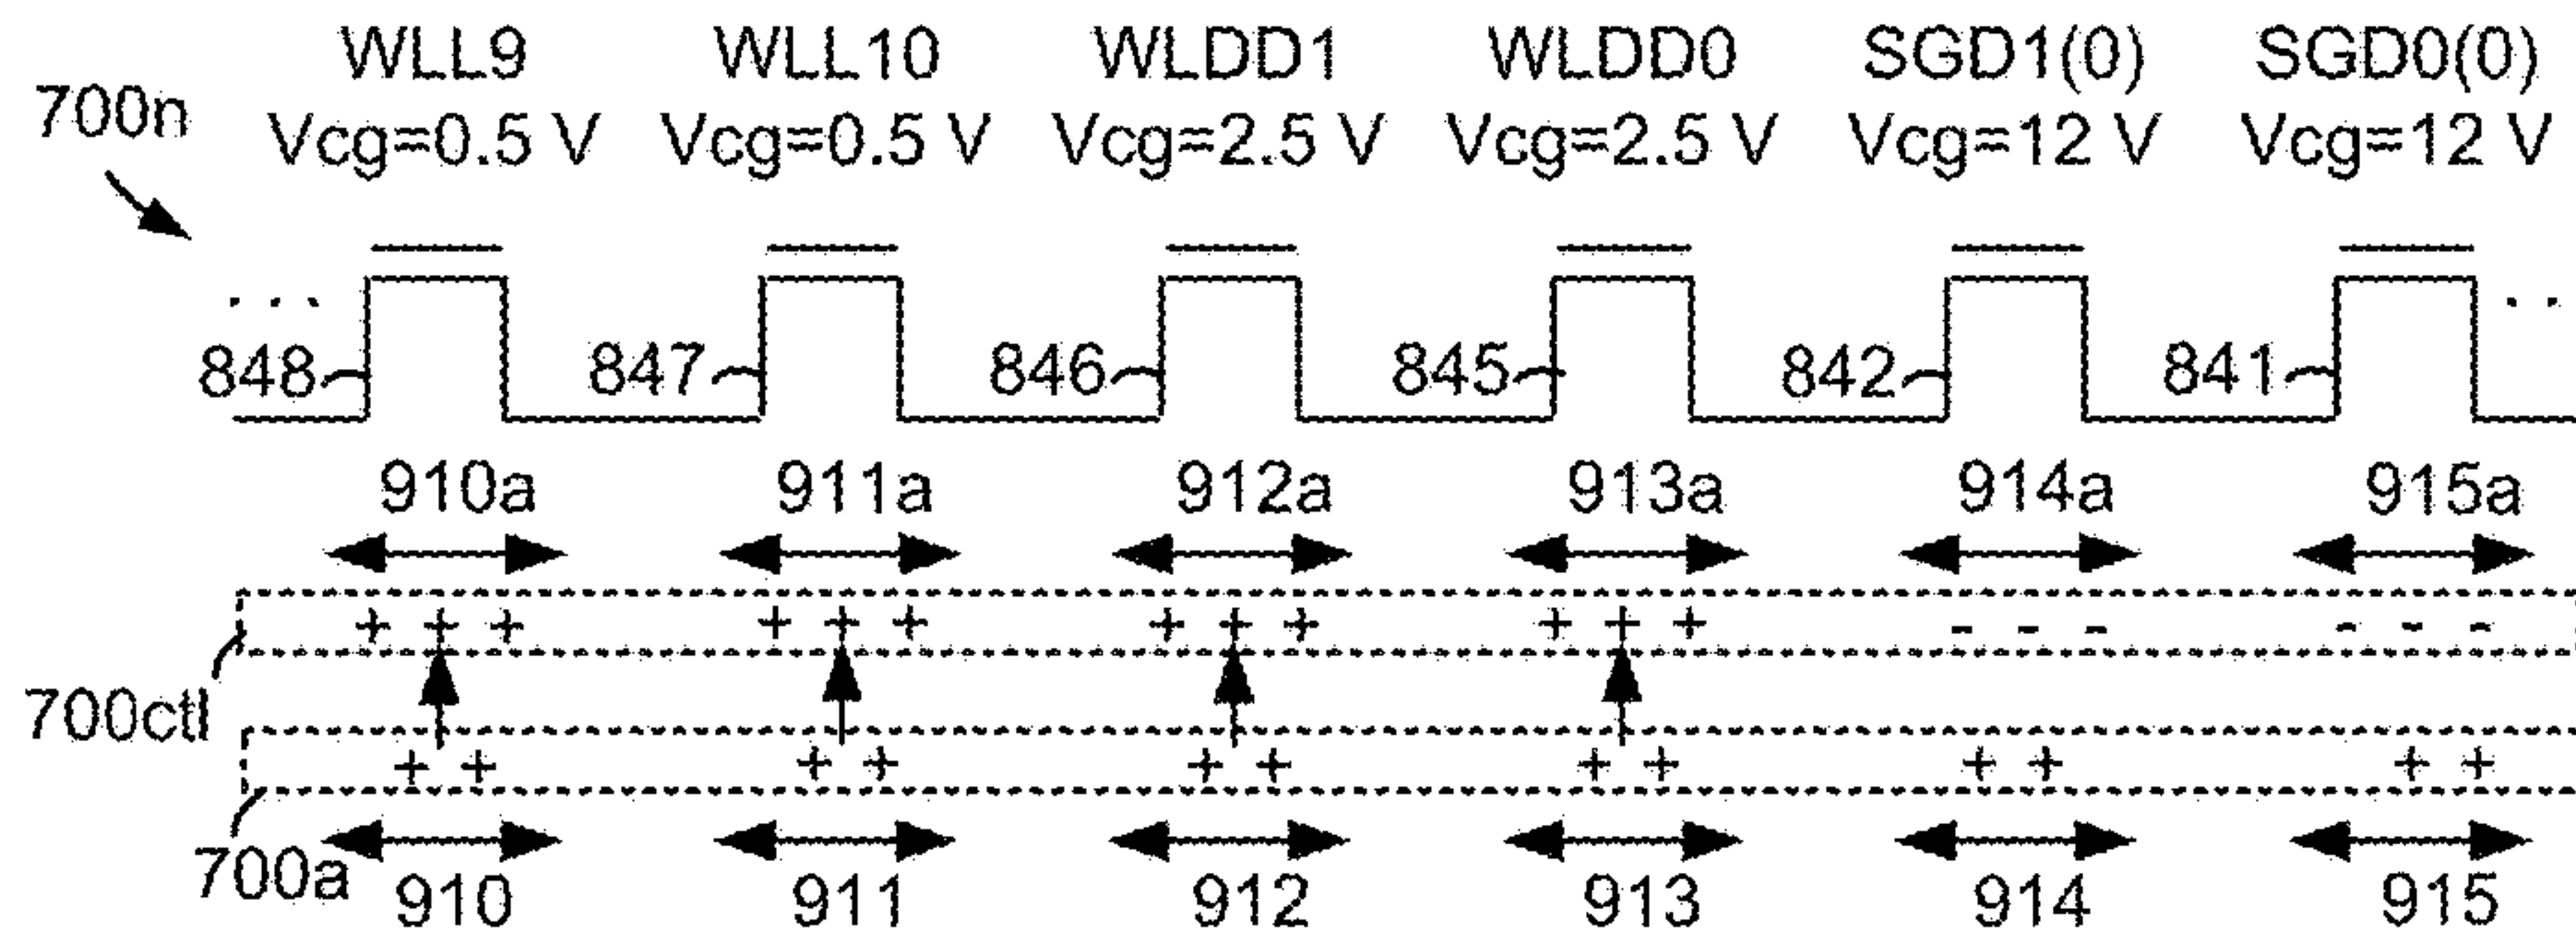 WLL9 WLL10 WLDD1 WLDD0 SGD1(0) SGD0(0)
700n Vcg=0.5 V Vcg=0.5 V Vcg=2.5 V Vcg=2.5 V Vcg=12 V Vcg=12 V
. . . . .
848 847 846 845 842 841
910a 911a 912a 913a 914a 915a
+ + + + + + + + + + + + - - - - - -
700ctl
+ + + + + + + + + + + +
700a 910 911 912 913 914 915